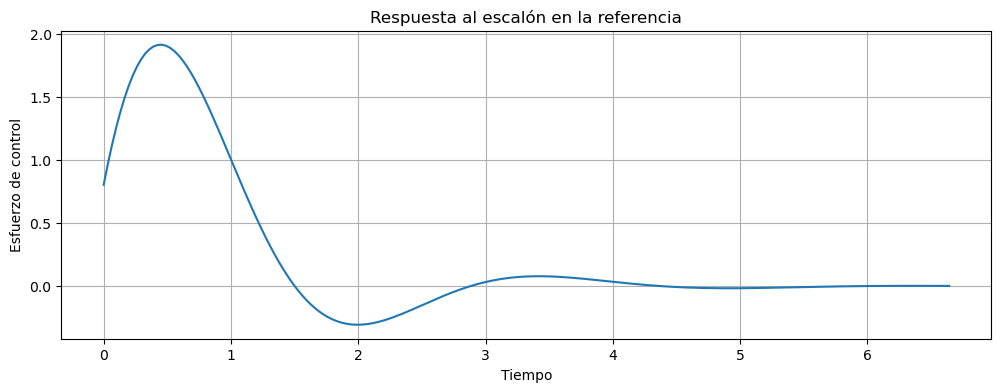 Respuesta al escalón en la referencia
Esfuerzo de control
2.0
1.5
1.0
0.5
0.0
0 1 2 3 4 5 6
Tiempo